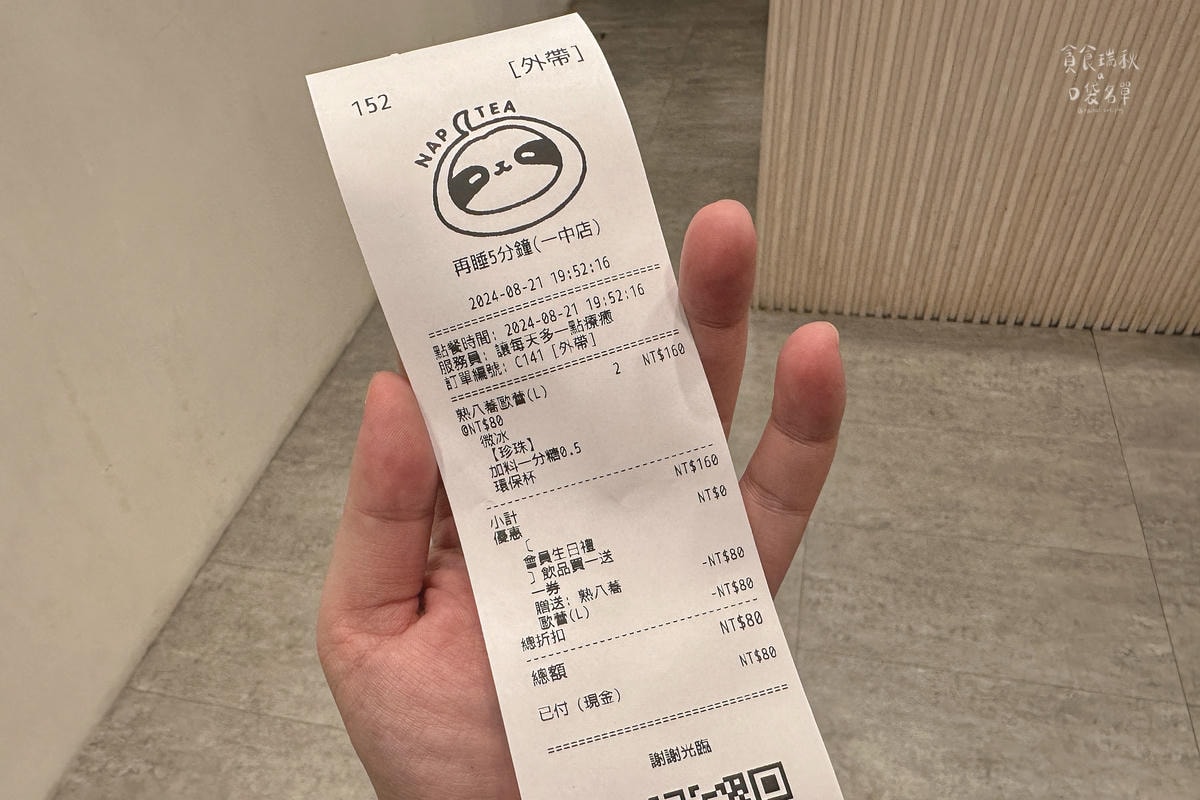 [外帶]
152
NAP TEA
再睡5分鐘(一中店)
2024-08-21 19:52:16
點餐時間: 2024-08-21 19:52:16
服務員: 讓每天多一點療癒
訂單編號: C141 [外帶]
2 NT$160
熟八蕎歐蕾(L)
@NT$80
微冰
【珍珠】
加料一分糖0.5
環保杯
NT$160
小計
NT$0
優惠
[
會員生日禮
] 飲品買一送
一券
-NT$80
贈送: 熟八蕎
歐蕾(L)
-NT$80
總折扣
NT$80
總額
NT$80
已付 (現金)
謝謝光臨
貪食瑞秋
の
口袋名單